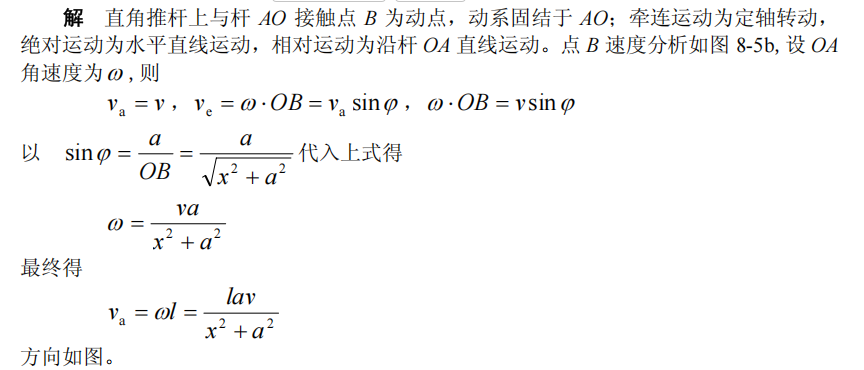 解 直角推杆上与杆 AO 接触点 B 为动点，动系固结于 AO；牵连运动为定轴转动，
绝对运动为水平直线运动，相对运动为沿杆 OA 直线运动。点 B 速度分析如图 8-5b, 设 OA
角速度为 ω , 则
v_a = v ， v_e = ω · OB = v_a sin φ ， ω · OB = v sin φ
以 sin φ = a/OB = a/√(x² + a²) 代入上式得
ω = va/(x² + a²)
最终得
v_a = ωl = lav/(x² + a²)
方向如图。